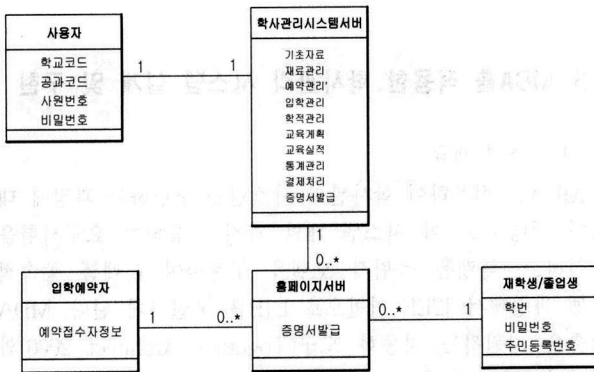 사용자
학교코드
공과코드
사원번호
비밀번호
1
1
학사관리시스템서버
기초자료
재료관리
예약관리
입학관리
학적관리
교육계획
교육실적
통계관리
결제처리
증명서발급
1
0..*
입학예약자
예약접수자정보
1
0..*
홈페이지서버
증명서발급
0..*
1
재학생/졸업생
학번
비밀번호
주민등록번호